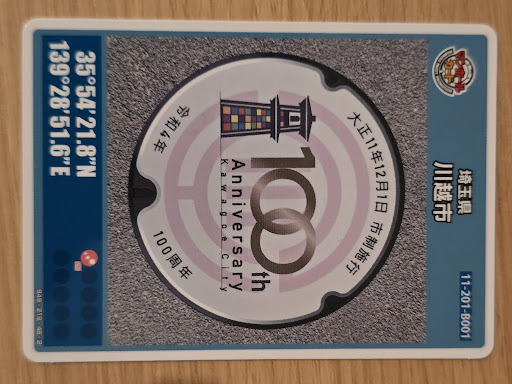 埼玉県
川越市
11-201-B001
大正11年12月1日 市制施行
100th
Anniversary
Kawagoe City
令和4年
100周年
35°54'21.8"N
139°28'51.6"E